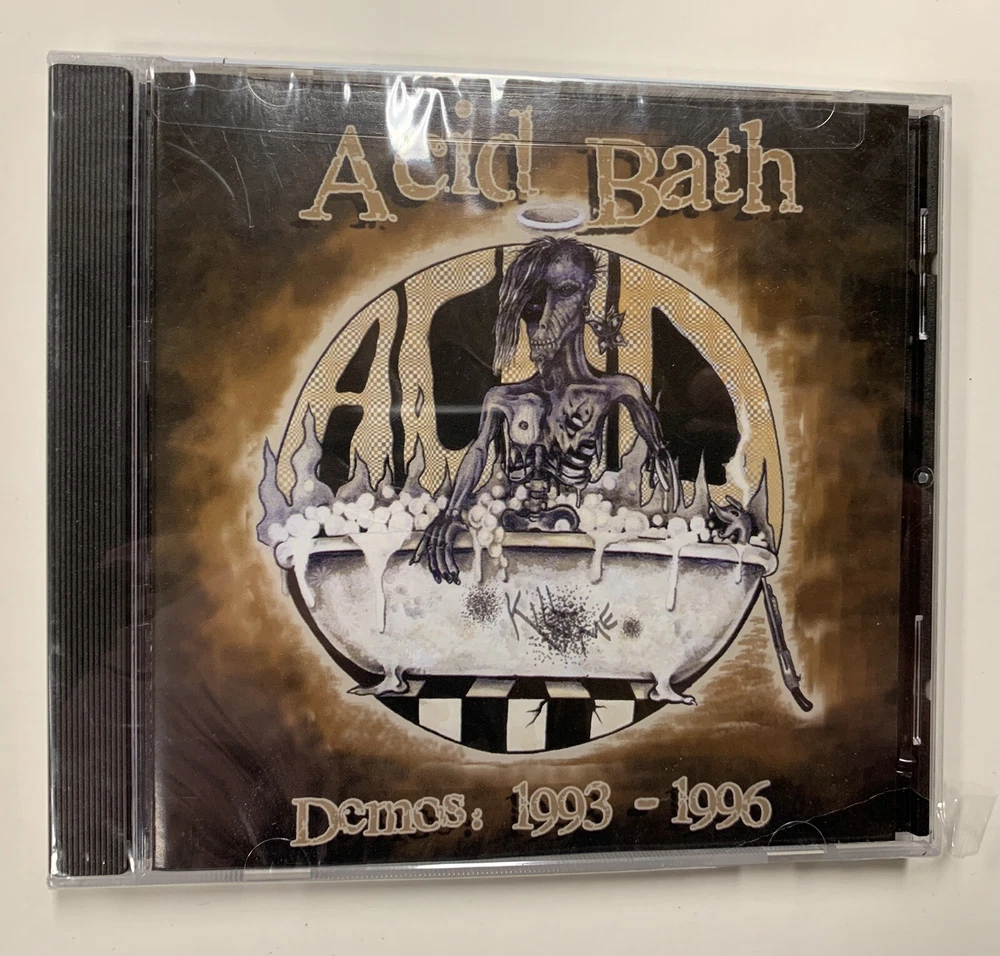 Acid Bath
ACID
KILL ME
Demos: 1993 - 1996